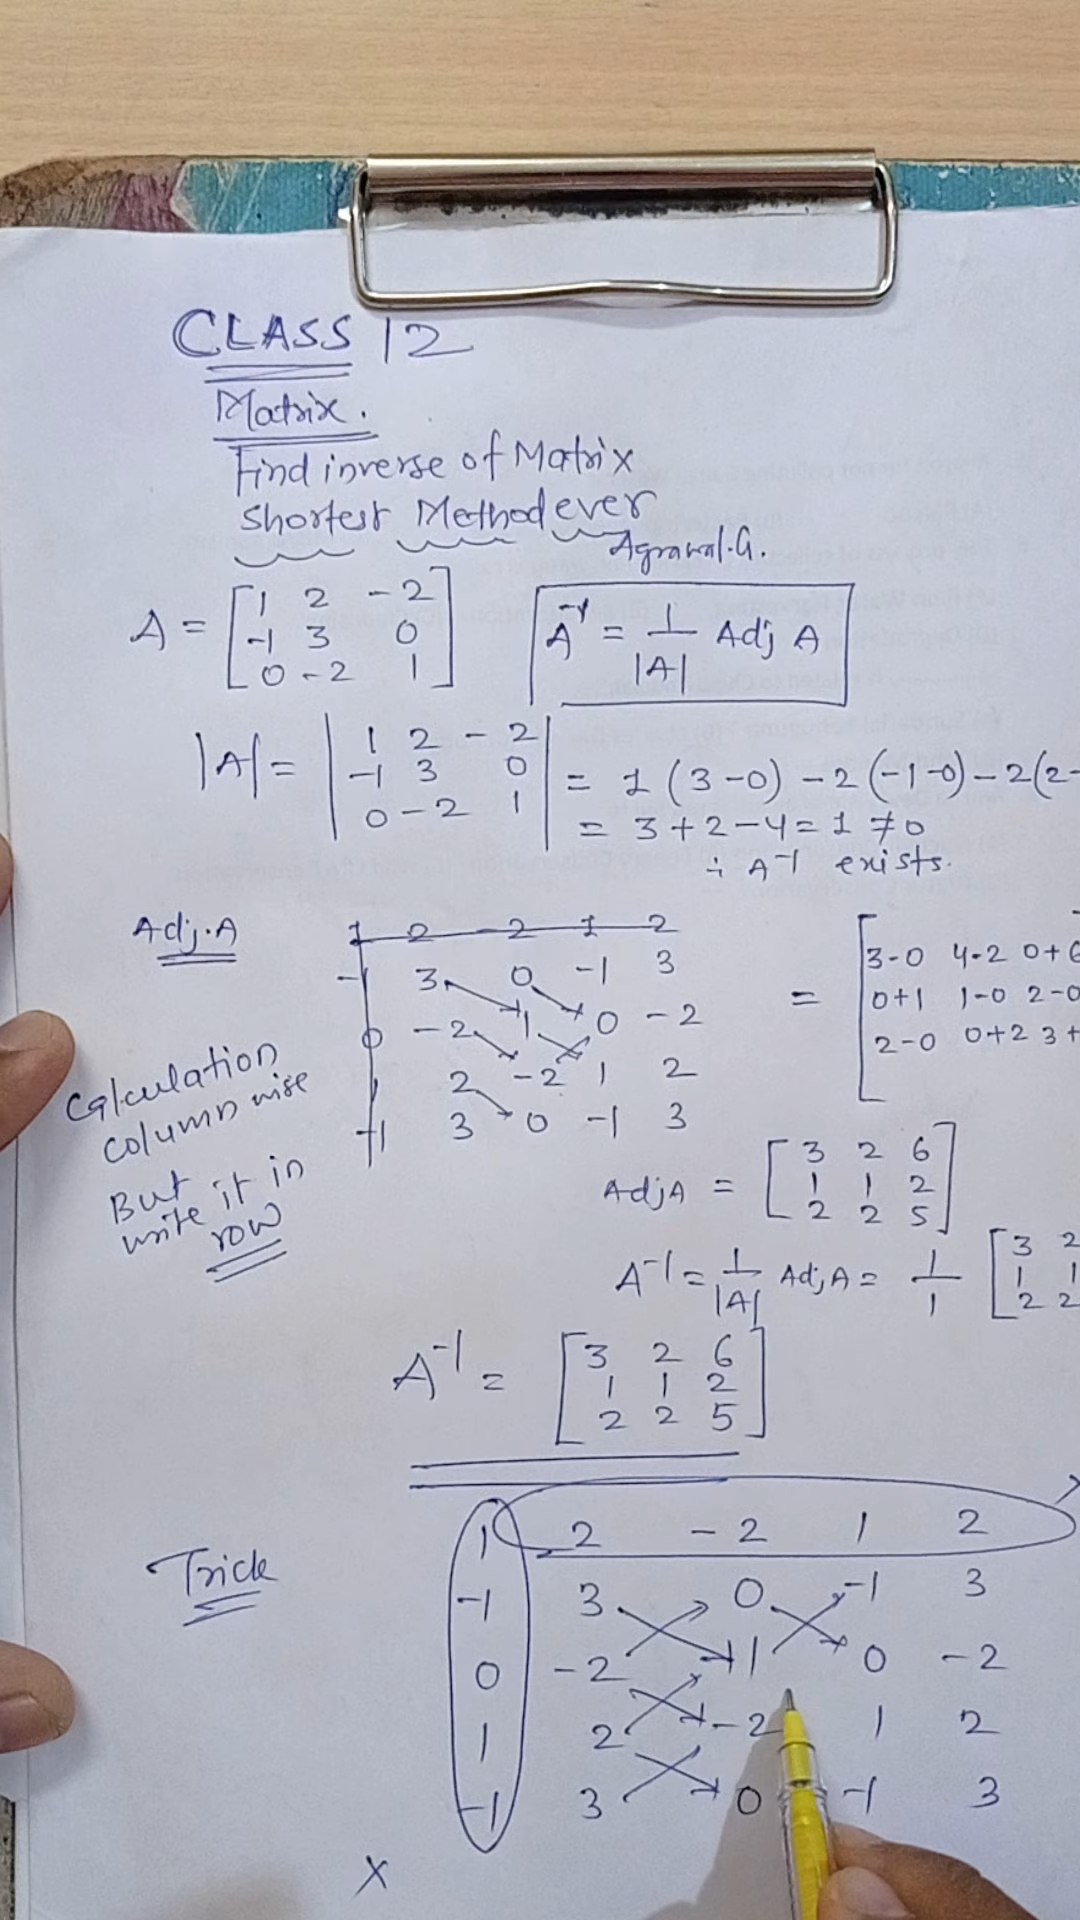 CLASS 12
Matrix.
Find inverse of Matrix
Shortest Method ever
Agrawal.G.
A = [ 1 2 -2
-1 3 0
0 -2 1 ]
A⁻¹ = 1/|A| Adj A
|A| = | 1 2 -2
-1 3 0
0 -2 1 |
= 1 (3-0) -2 (-1-0) -2(2-
= 3+2-4 = 1 ≠0
∴ A⁻¹ exists.
Adj.A
1 2 -2 1 2
-1 3 0 -1 3
0 -2 1 0 -2
1 2 -2 1 2
-1 3 0 -1 3
Calculation
column wise
But
write it in
row
= [ 3-0 4-2 0+6
0+1 1-0 2-0
2-0 0+2 3+
Adj A = [ 3 2 6
1 1 2
2 2 5 ]
A⁻¹ = 1/|A| Adj A = 1/1 [ 3 2
1 1
2 2
A⁻¹ = [ 3 2 6
1 1 2
2 2 5 ]
Trick
1 2 -2 1 2
-1 3 0 -1 3
0 -2 1 0 -2
1 2 -2 1 2
-1 3 0 -1 3
X